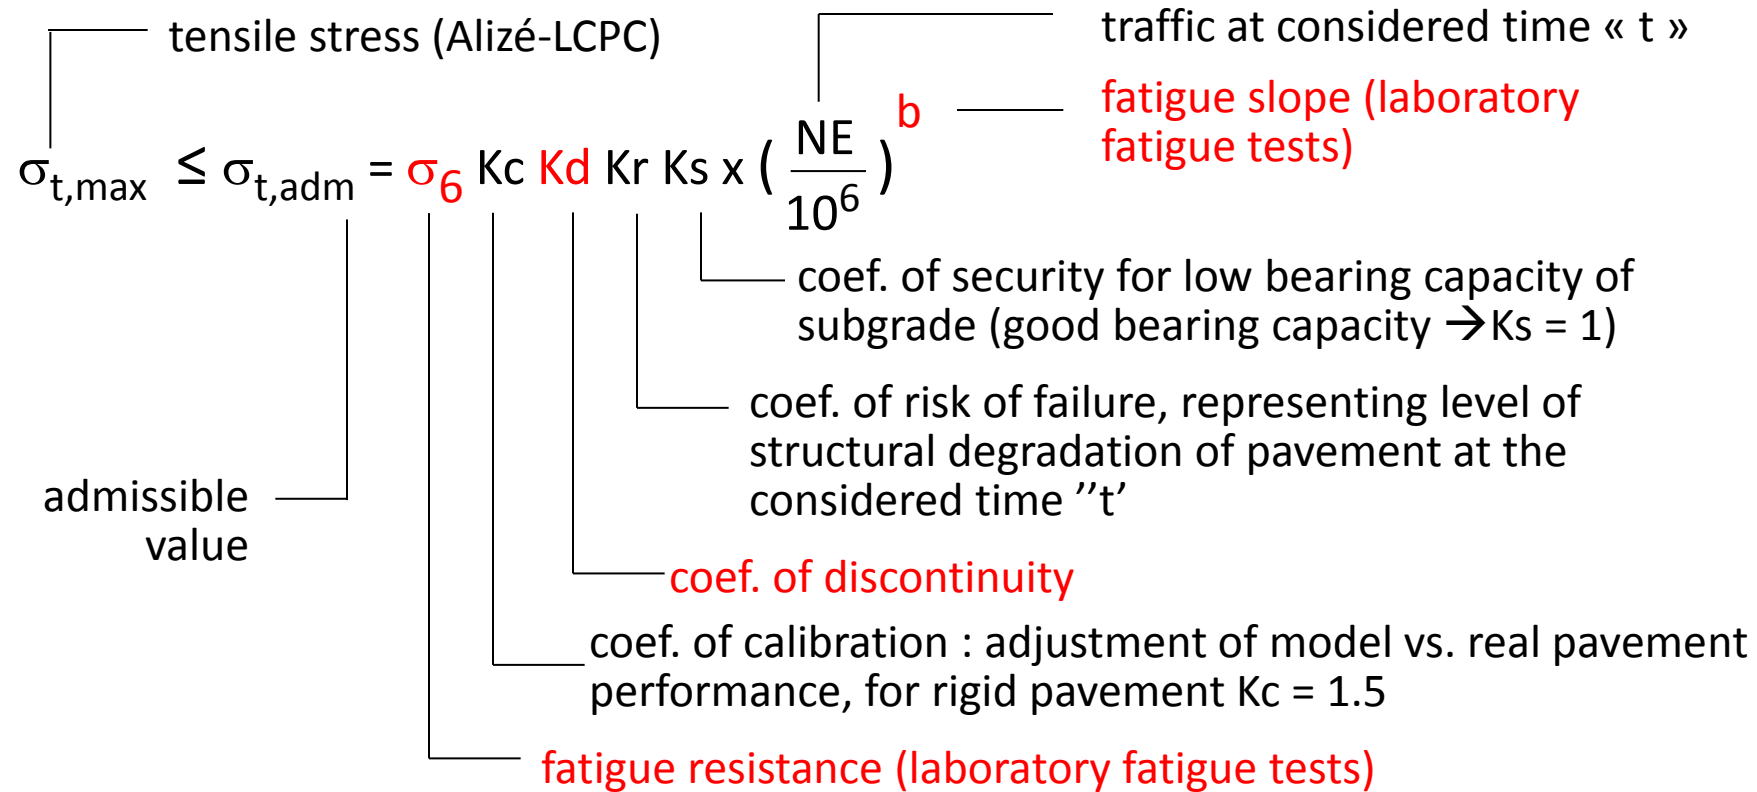 tensile stress (Alizé-LCPC)
traffic at considered time « t »
fatigue slope (laboratory
fatigue tests)
σt,max ≤ σt,adm = σ6 Kc Kd Kr Ks x ( NE / 10^6 )^b
coef. of security for low bearing capacity of
subgrade (good bearing capacity →Ks = 1)
coef. of risk of failure, representing level of
structural degradation of pavement at the
considered time ’’t’
admissible
value
coef. of discontinuity
coef. of calibration : adjustment of model vs. real pavement
performance, for rigid pavement Kc = 1.5
fatigue resistance (laboratory fatigue tests)